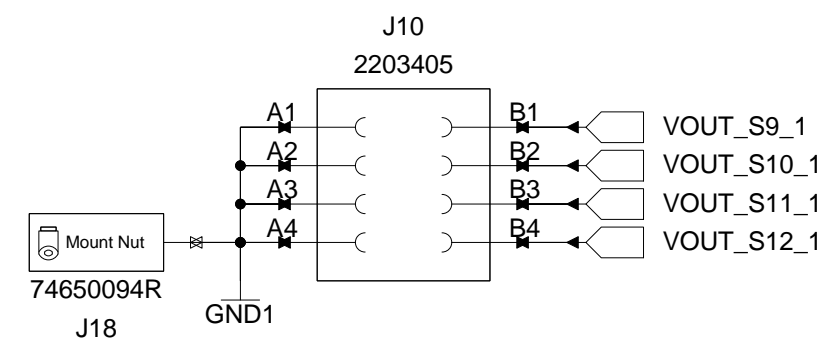 J10
2203405
A1
B1
VOUT_S9_1
A2
B2
VOUT_S10_1
A3
B3
VOUT_S11_1
A4
B4
VOUT_S12_1
Mount Nut
74650094R
J18
GND1